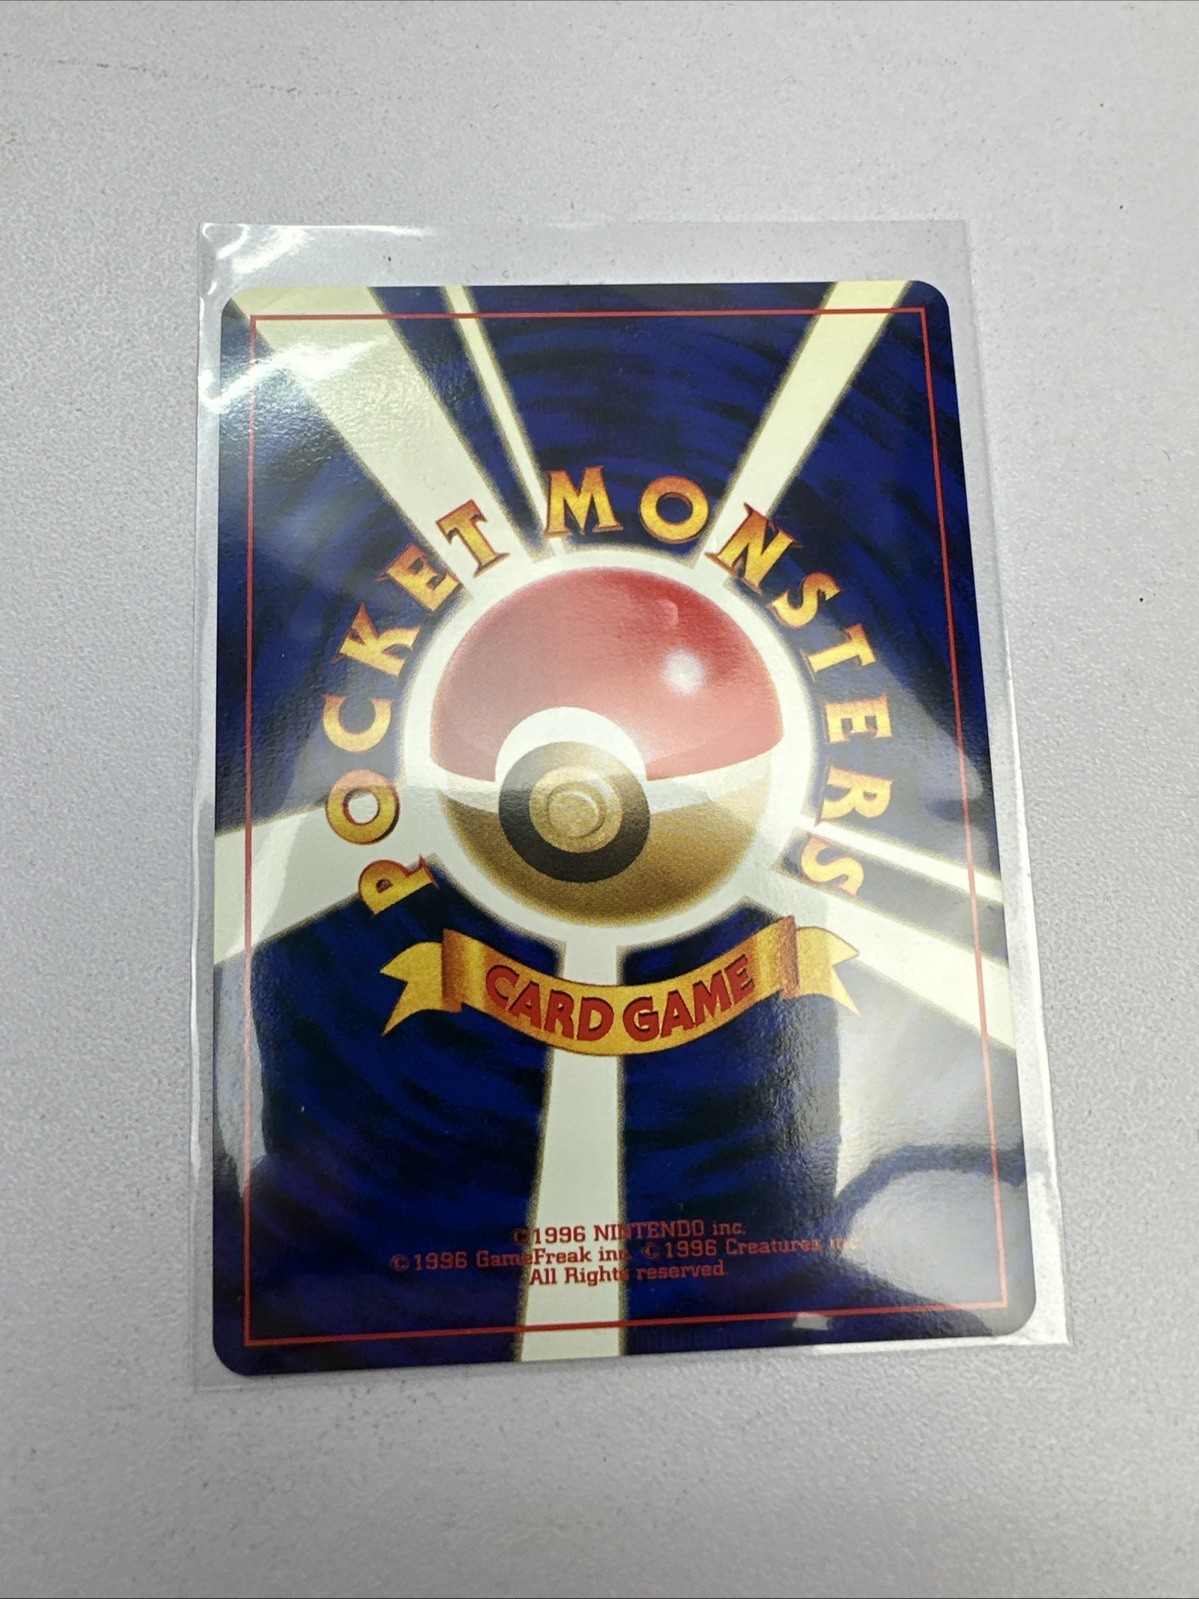 POCKET MONSTERS
CARD GAME
©1996 NINTENDO inc.
©1996 GameFreak inc. ©1996 Creatures inc.
All Rights reserved.